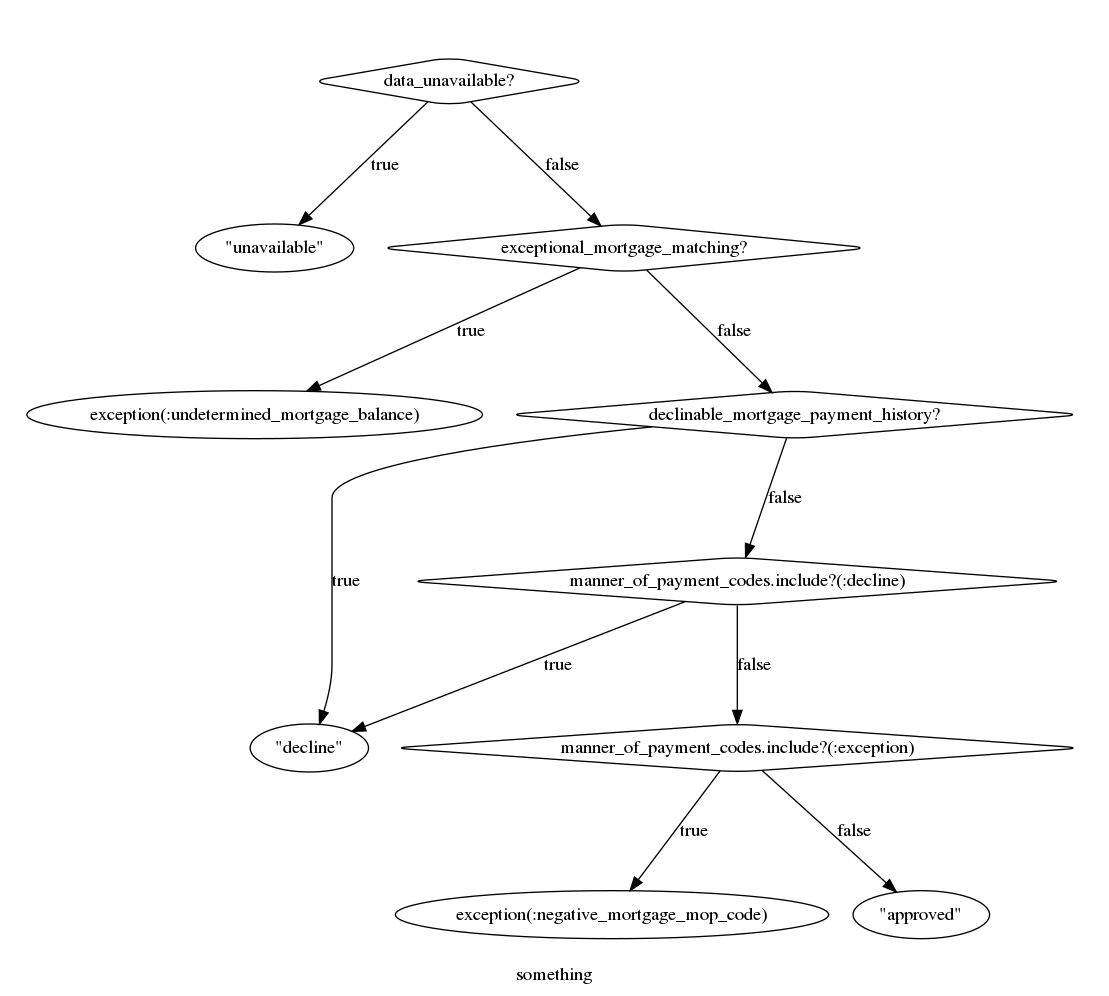 data_unavailable?
true
false
"unavailable"
exceptional_mortgage_matching?
true
false
exception(:undetermined_mortgage_balance)
declinable_mortgage_payment_history?
false
true
manner_of_payment_codes.include?(:decline)
true
false
"decline"
manner_of_payment_codes.include?(:exception)
true
false
exception(:negative_mortgage_mop_code)
"approved"
something